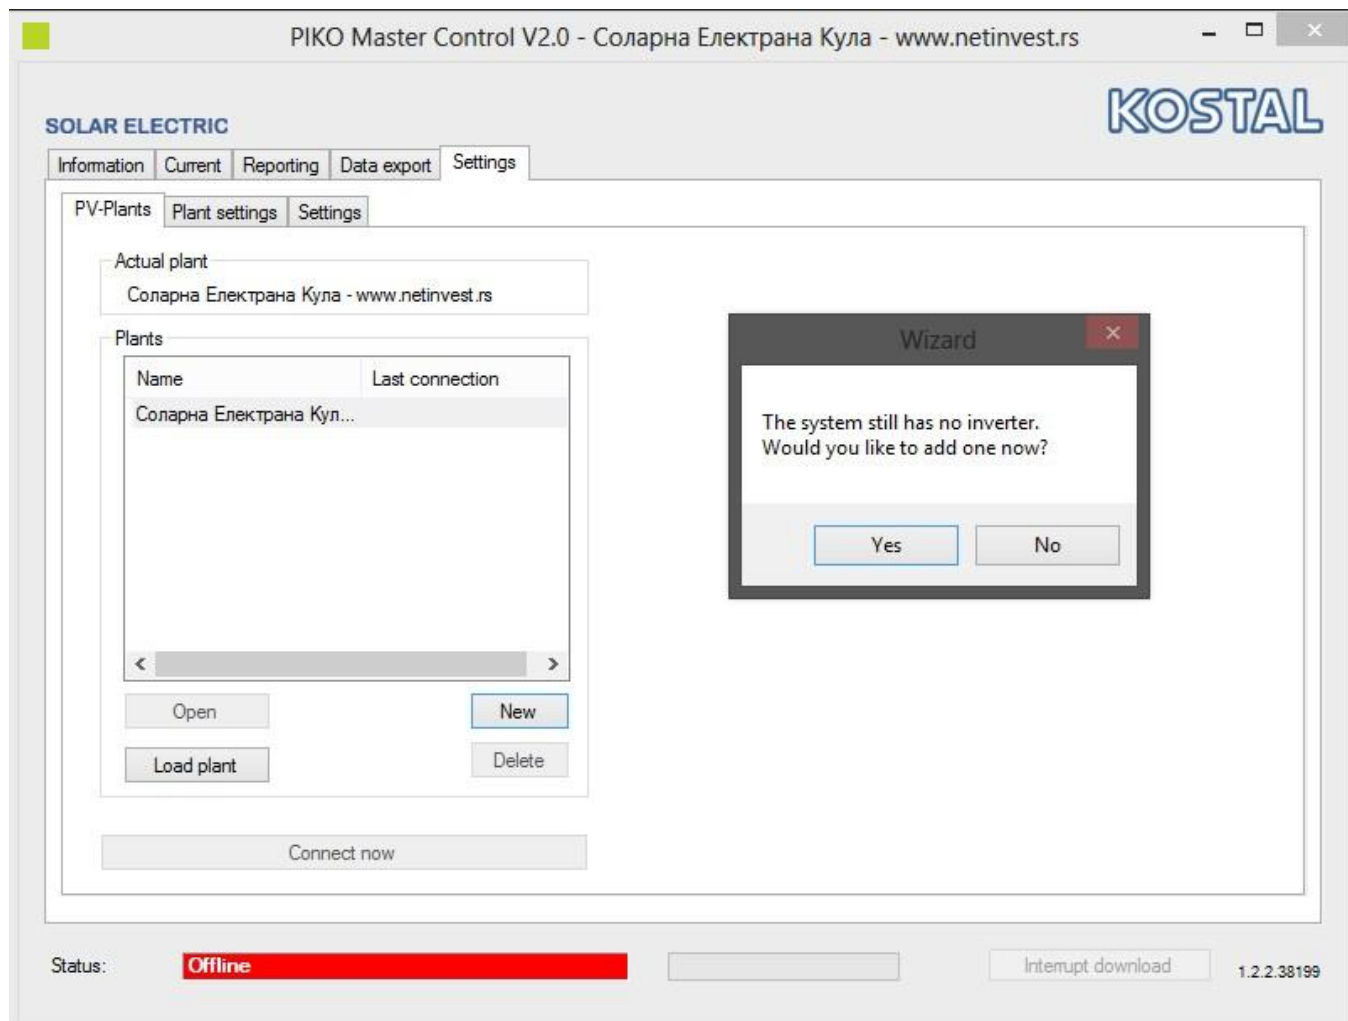 PIKO Master Control V2.0 - Соларна Електрана Кула - www.netinvest.rs
KOSTAL
SOLAR ELECTRIC
Information Current Reporting Data export Settings
PV-Plants Plant settings Settings
Actual plant
Соларна Електрана Кула - www.netinvest.rs
Plants
Name Last connection
Соларна Електрана Кул...
Wizard
The system still has no inverter.
Would you like to add one now?
Yes No
Open New
Load plant Delete
Connect now
Status: Offline Interrupt download 1.2.2.38199